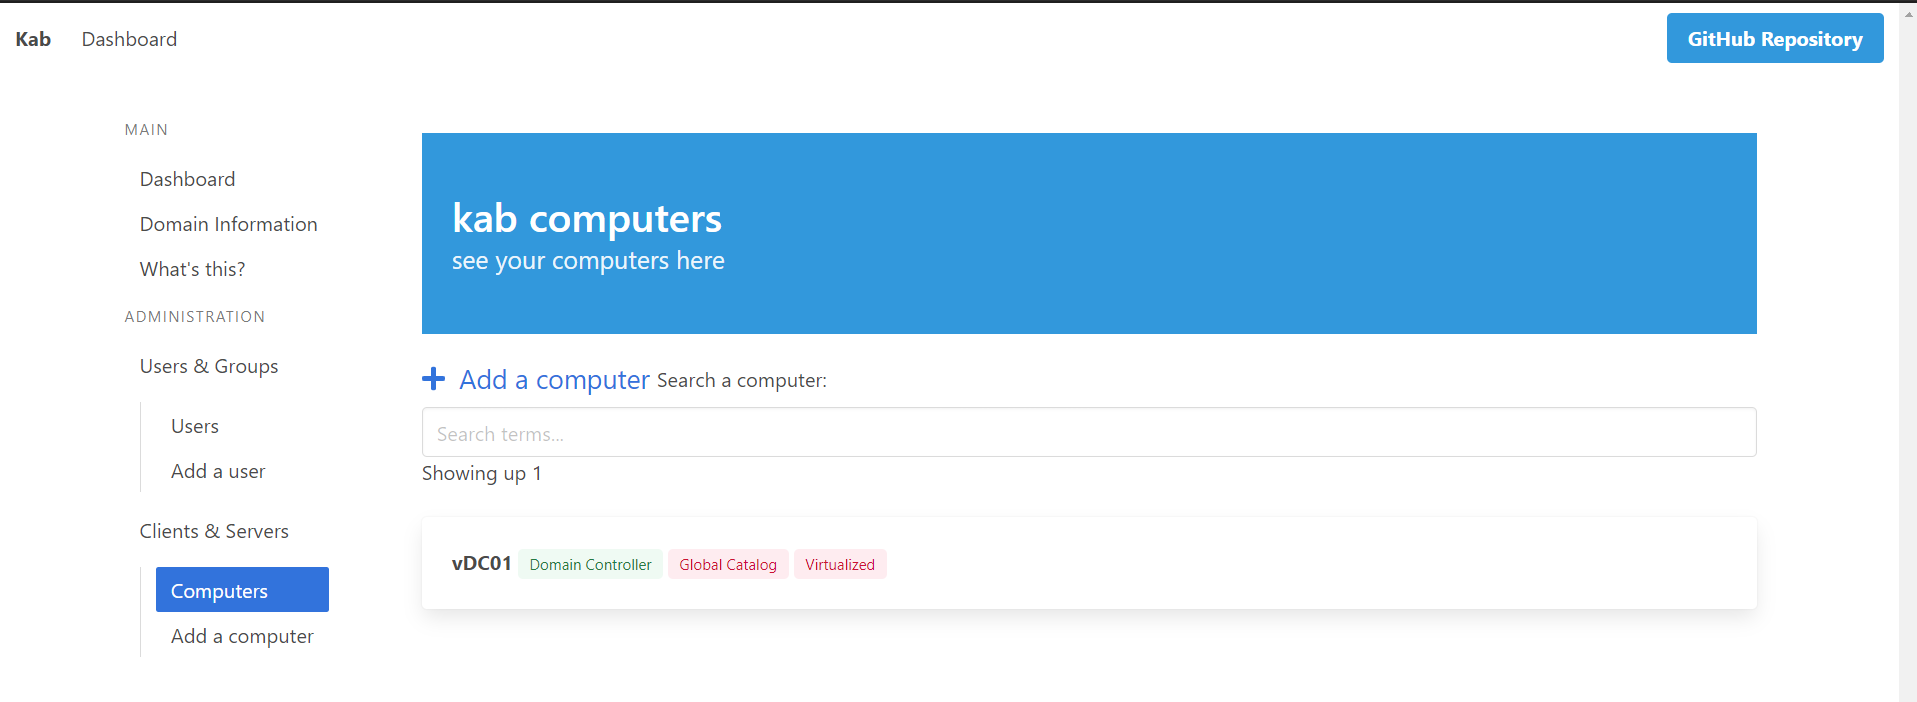 Kab Dashboard GitHub Repository
MAIN
Dashboard
Domain Information
What's this?
ADMINISTRATION
Users & Groups
Users
Add a user
Clients & Servers
Computers
Add a computer
kab computers
see your computers here
Add a computer Search a computer:
Search terms...
Showing up 1
vDC01 Domain Controller Global Catalog Virtualized